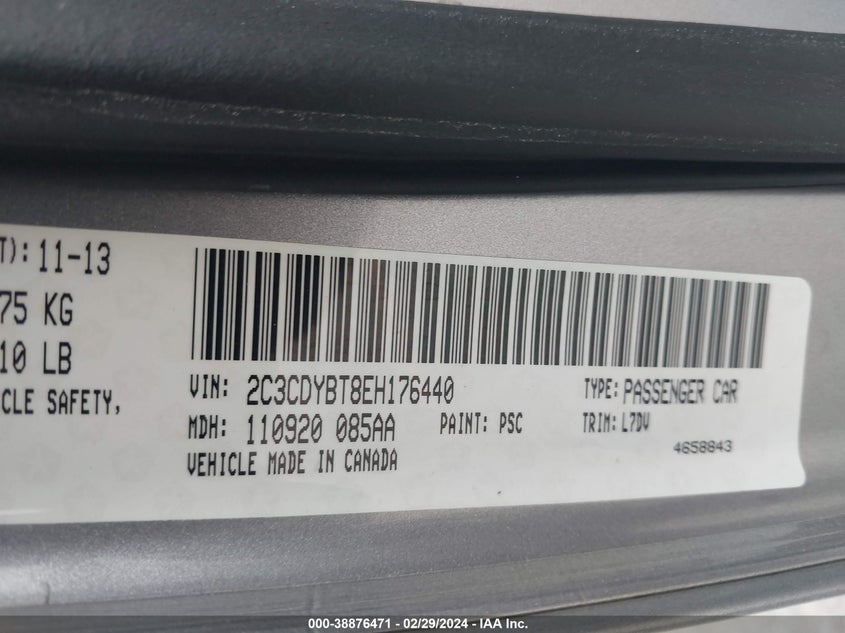 T): 11-13
75 KG
10 LB
CLE SAFETY,
VIN: 2C3CDYBT8EH176440
TYPE: PASSENGER CAR
MDH: 110920 085AA
PAINT: PSC
TRIM: L7DV
VEHICLE MADE IN CANADA
4658843
000-38876471 - 02/29/2024 - IAA Inc.